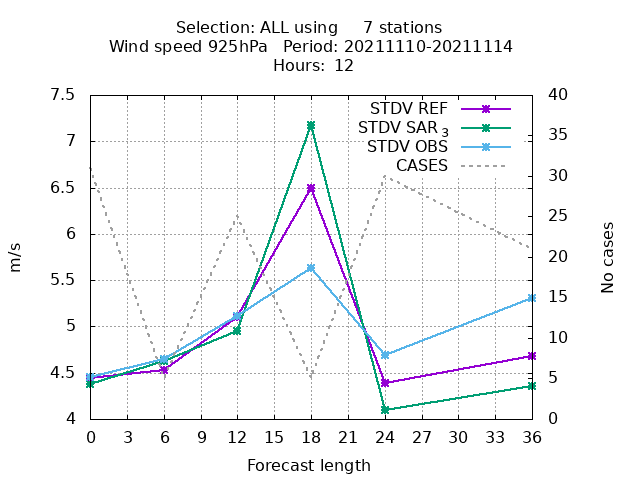 Selection: ALL using     7 stations
Wind speed 925hPa   Period: 20211110-20211114
Hours: 12
STDV REF
STDV SAR 3
STDV OBS
CASES
7.5
7
6.5
6
5.5
5
4.5
4
40
35
30
25
20
15
10
5
0
m/s
No cases
0 3 6 9 12 15 18 21 24 27 30 33 36
Forecast length